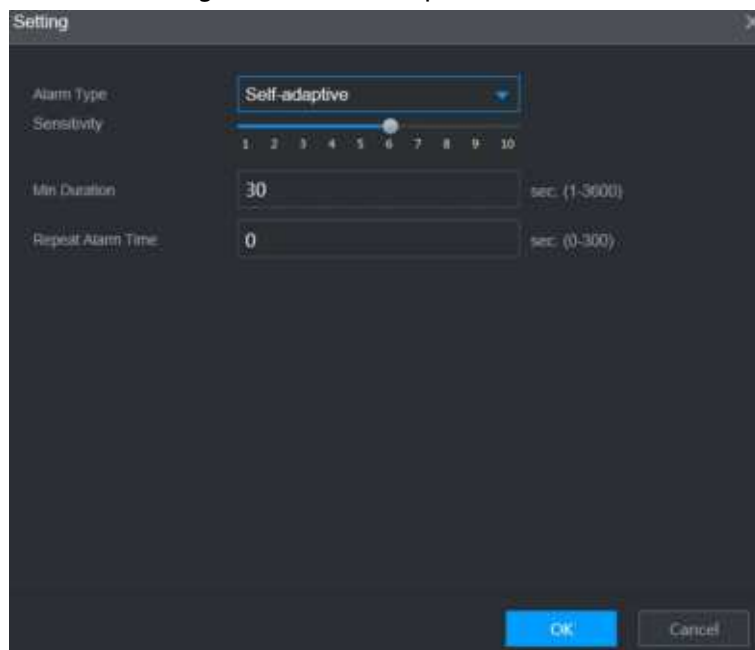 Setting
Alarm Type Self-adaptive
Sensitivity
1 2 3 4 5 6 7 8 9 10
Min Duration 30 sec. (1-3600)
Repeat Alarm Time 0 sec. (0-300)
OK Cancel